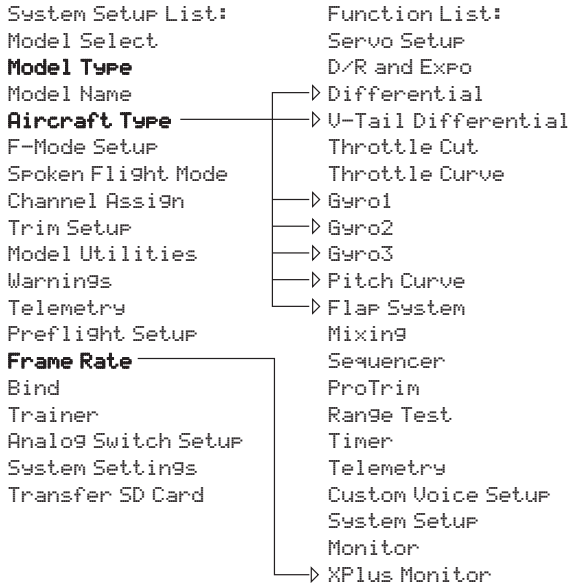 System Setup List:
Model Select
Model Type
Model Name
Aircraft Type
F-Mode Setup
Spoken Flight Mode
Channel Assign
Trim Setup
Model Utilities
Warnings
Telemetry
Preflight Setup
Frame Rate
Bind
Trainer
Analog Switch Setup
System Settings
Transfer SD Card
Function List:
Servo Setup
D/R and Expo
Differential
V-Tail Differential
Throttle Cut
Throttle Curve
Gyro1
Gyro2
Gyro3
Pitch Curve
Flap System
Mixing
Sequencer
ProTrim
Range Test
Timer
Telemetry
Custom Voice Setup
System Setup
Monitor
XPlus Monitor